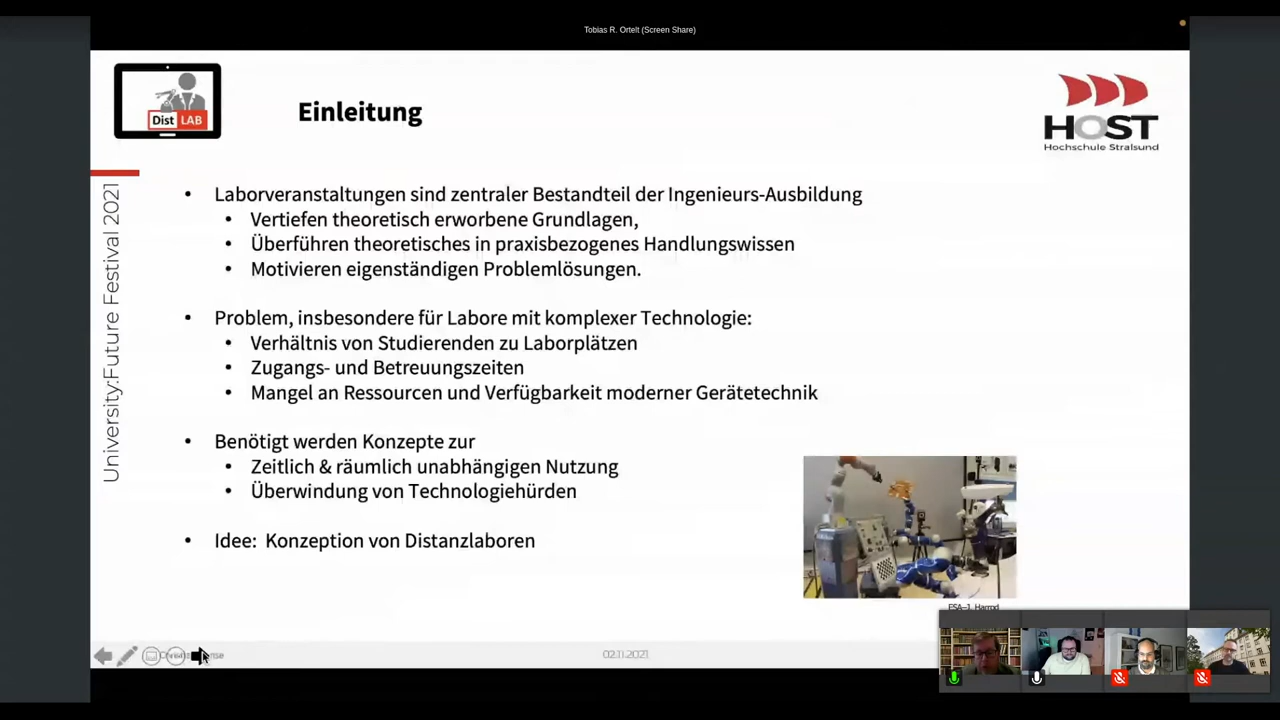 Tobias R. Ortelt (Screen Share)
Dist LAB
Einleitung
HOST
Hochschule Stralsund
University:Future Festival 2021
• Laborveranstaltungen sind zentraler Bestandteil der Ingenieurs-Ausbildung
• Vertiefen theoretisch erworbene Grundlagen,
• Überführen theoretisches in praxisbezogenes Handlungswissen
• Motivieren eigenständigen Problemlösungen.
• Problem, insbesondere für Labore mit komplexer Technologie:
• Verhältnis von Studierenden zu Laborplätzen
• Zugangs- und Betreuungszeiten
• Mangel an Ressourcen und Verfügbarkeit moderner Gerätetechnik
• Benötigt werden Konzepte zur
• Zeitlich & räumlich unabhängigen Nutzung
• Überwindung von Technologiehürden
• Idee: Konzeption von Distanzlaboren
02.11.2021